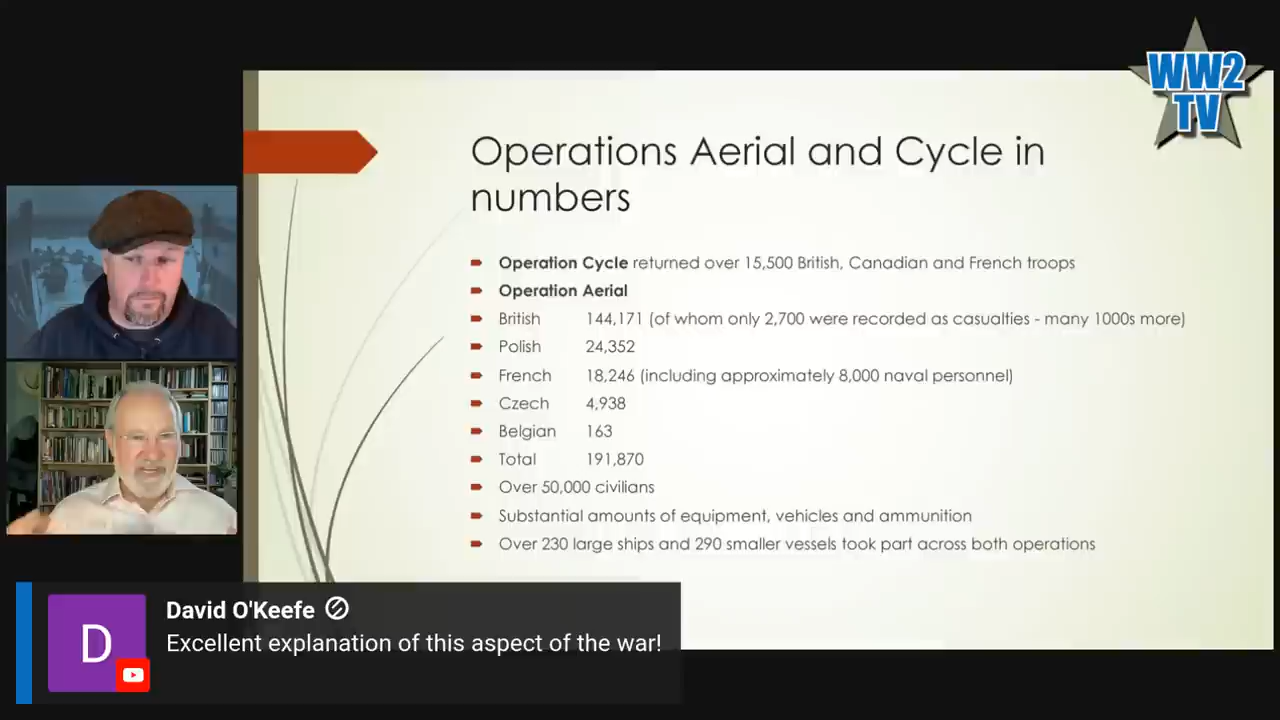 WW2
TV
Operations Aerial and Cycle in
numbers
Operation Cycle returned over 15,500 British, Canadian and French troops
Operation Aerial
British 144,171 (of whom only 2,700 were recorded as casualties - many 1000s more)
Polish 24,352
French 18,246 (including approximately 8,000 naval personnel)
Czech 4,938
Belgian 163
Total 191,870
Over 50,000 civilians
Substantial amounts of equipment, vehicles and ammunition
Over 230 large ships and 290 smaller vessels took part across both operations
D
David O'Keefe
Excellent explanation of this aspect of the war!